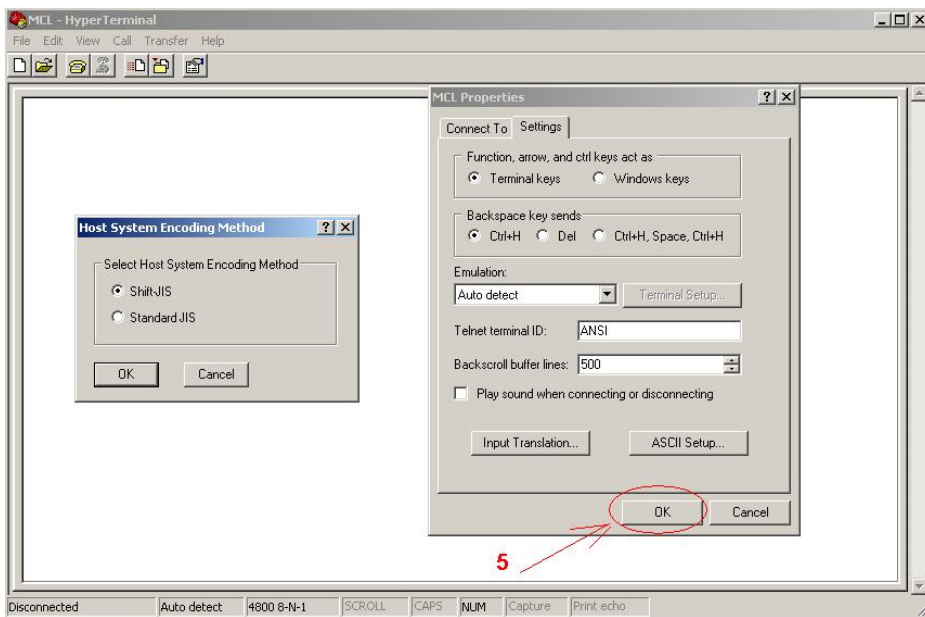 MCL - HyperTerminal
File Edit View Call Transfer Help
MCL Properties
Connect To Settings
Function, arrow, and ctrl keys act as
Terminal keys Windows keys
Backspace key sends
Ctrl+H Del Ctrl+H, Space, Ctrl+H
Emulation:
Auto detect Terminal Setup...
Telnet terminal ID: ANSI
Backscroll buffer lines: 500
Play sound when connecting or disconnecting
Input Translation... ASCII Setup...
OK Cancel
Host System Encoding Method
Select Host System Encoding Method
Shift-JIS
Standard JIS
OK Cancel
5
Disconnected Auto detect 4800 8-N-1 SCROLL CAPS NUM Capture Print echo